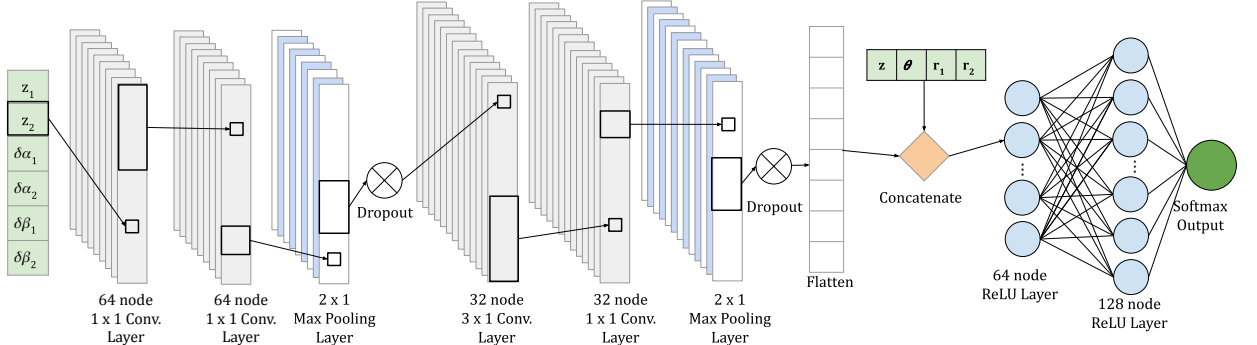 z₁
z₂
δα₁
δα₂
δβ₁
δβ₂
64 node
1 x 1 Conv.
Layer
64 node
1 x 1 Conv.
Layer
2 x 1
Max Pooling
Layer
Dropout
32 node
3 x 1 Conv.
Layer
32 node
1 x 1 Conv.
Layer
2 x 1
Max Pooling
Layer
Dropout
Flatten
z θ r₁ r₂
Concatenate
64 node
ReLU Layer
128 node
ReLU Layer
Softmax
Output